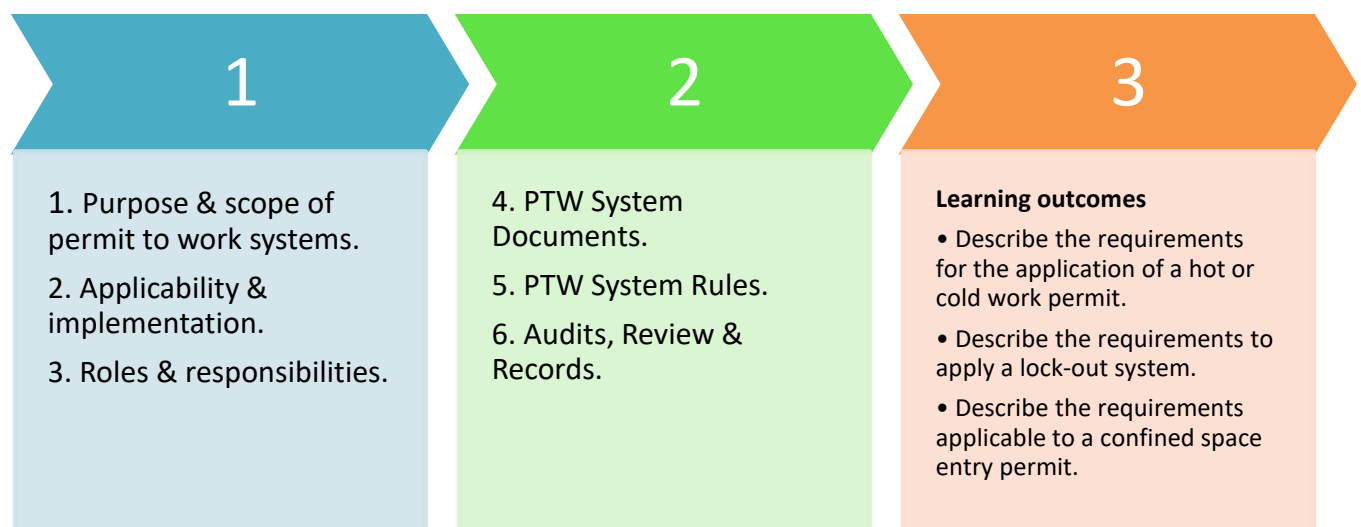 1
1. Purpose & scope of
permit to work systems.
2. Applicability &
implementation.
3. Roles & responsibilities.
2
4. PTW System
Documents.
5. PTW System Rules.
6. Audits, Review &
Records.
3
Learning outcomes
• Describe the requirements
for the application of a hot or
cold work permit.
• Describe the requirements to
apply a lock-out system.
• Describe the requirements
applicable to a confined space
entry permit.